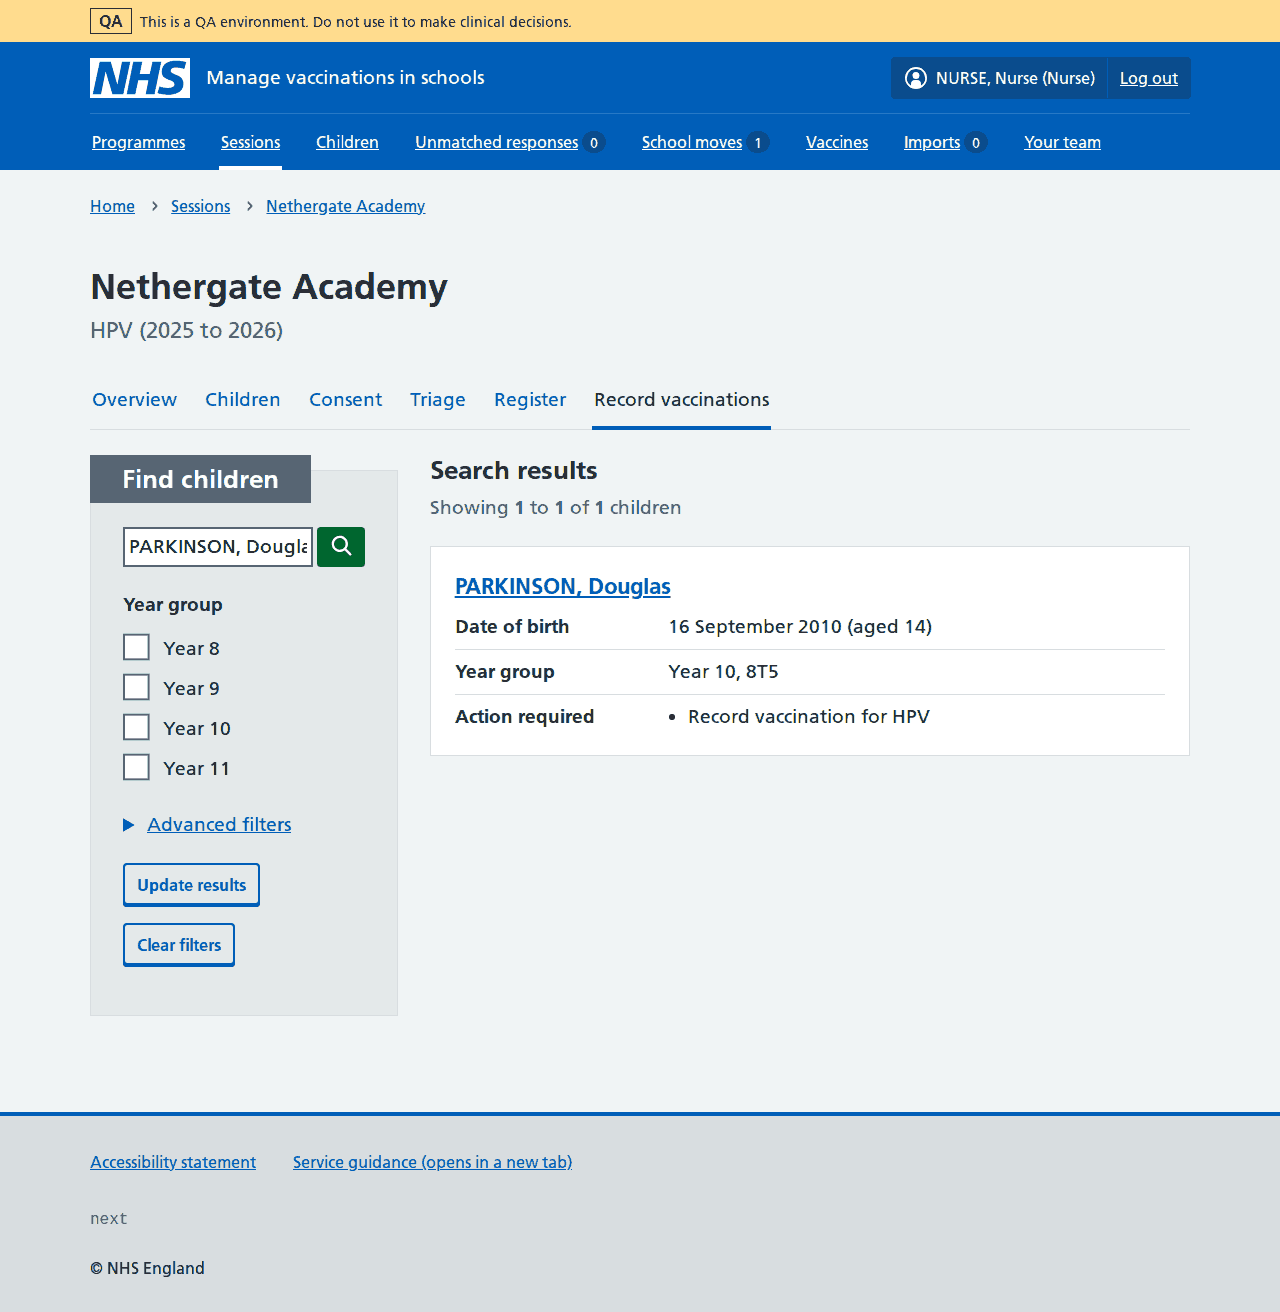 QA This is a QA environment. Do not use it to make clinical decisions.
NHS Manage vaccinations in schools NURSE, Nurse (Nurse) Log out
Programmes Sessions Children Unmatched responses 0 School moves 1 Vaccines Imports 0 Your team
Home Sessions Nethergate Academy
Nethergate Academy
HPV (2025 to 2026)
Overview Children Consent Triage Register Record vaccinations
Find children
PARKINSON, Dougla
Year group
Year 8
Year 9
Year 10
Year 11
Advanced filters
Update results
Clear filters
Search results
Showing 1 to 1 of 1 children
PARKINSON, Douglas
Date of birth 16 September 2010 (aged 14)
Year group Year 10, 8T5
Action required • Record vaccination for HPV
Accessibility statement Service guidance (opens in a new tab)
next
© NHS England